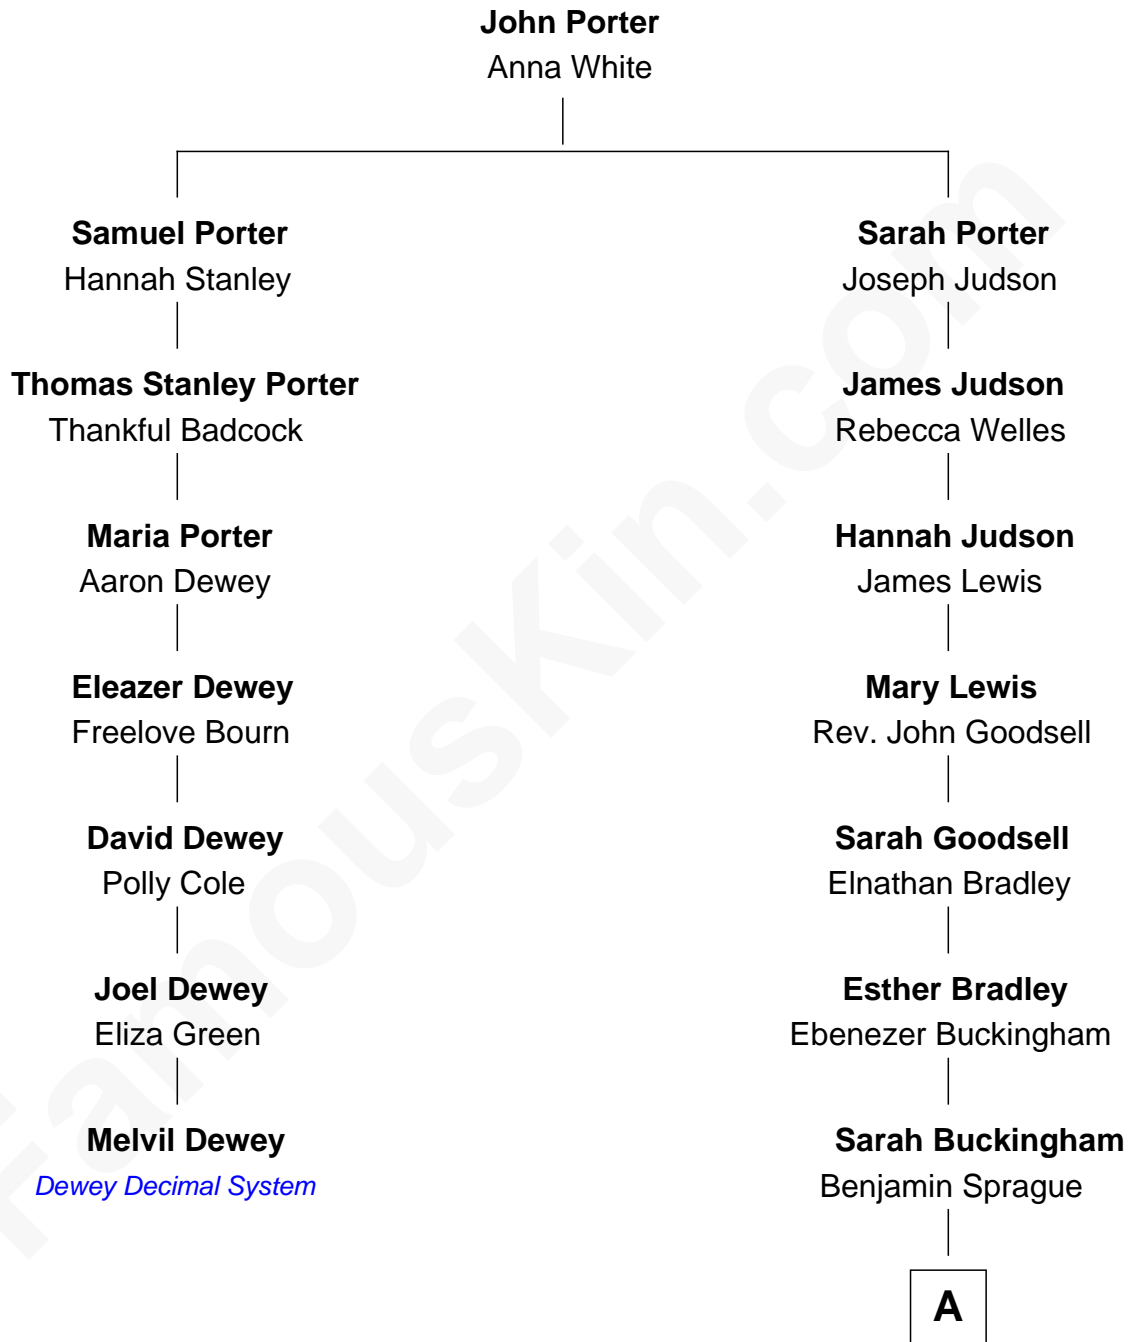 John Porter
Anna White
Samuel Porter
Hannah Stanley
Thomas Stanley Porter
Thankful Badcock
Maria Porter
Aaron Dewey
Eleazer Dewey
Freelove Bourn
David Dewey
Polly Cole
Joel Dewey
Eliza Green
Melvil Dewey
Dewey Decimal System
Sarah Porter
Joseph Judson
James Judson
Rebecca Welles
Hannah Judson
James Lewis
Mary Lewis
Rev. John Goodsell
Sarah Goodsell
Elnathan Bradley
Esther Bradley
Ebenezer Buckingham
Sarah Buckingham
Benjamin Sprague
A
FamousKin.com